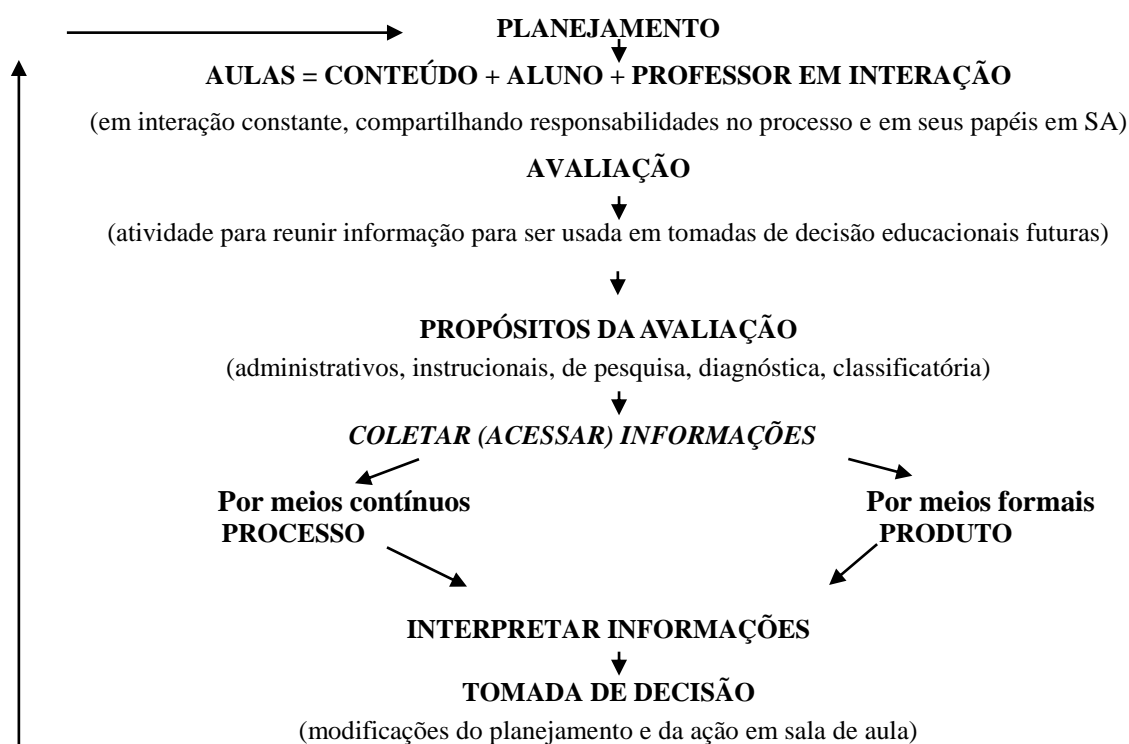 PLANEJAMENTO
AULAS = CONTEÚDO + ALUNO + PROFESSOR EM INTERAÇÃO
(em interação constante, compartilhando responsabilidades no processo e em seus papéis em SA)
AVALIAÇÃO
(atividade para reunir informação para ser usada em tomadas de decisão educacionais futuras)
PROPÓSITOS DA AVALIAÇÃO
(administrativos, instrucionais, de pesquisa, diagnóstica, classificatória)
COLETAR (ACESSAR) INFORMAÇÕES
Por meios contínuos Por meios formais
PROCESSO PRODUTO
INTERPRETAR INFORMAÇÕES
TOMADA DE DECISÃO
(modificações do planejamento e da ação em sala de aula)